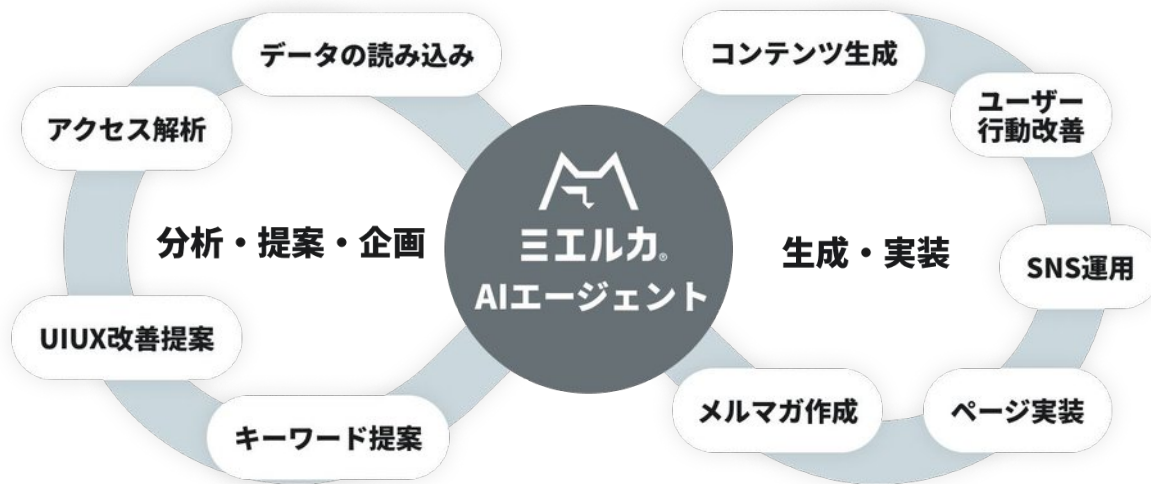 データの読み込み
アクセス解析
分析・提案・企画
UIUX改善提案
キーワード提案
ミエルカ®
AIエージェント
コンテンツ生成
ユーザー
行動改善
生成・実装
SNS運用
ページ実装
メルマガ作成